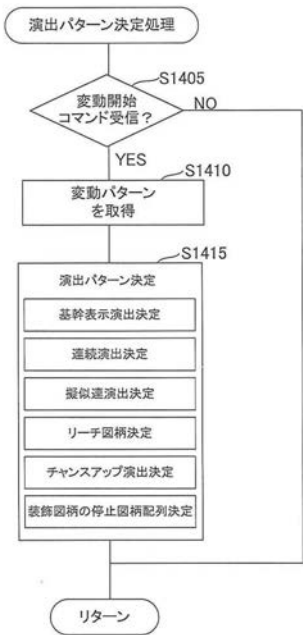 演出パターン決定処理
S1405
変動開始
コマンド受信？
NO
YES
S1410
変動パターン
を取得
S1415
演出パターン決定
基幹表示演出決定
連続演出決定
擬似連演出決定
リーチ図柄決定
チャンスアップ演出決定
装飾図柄の停止図柄配列決定
リターン